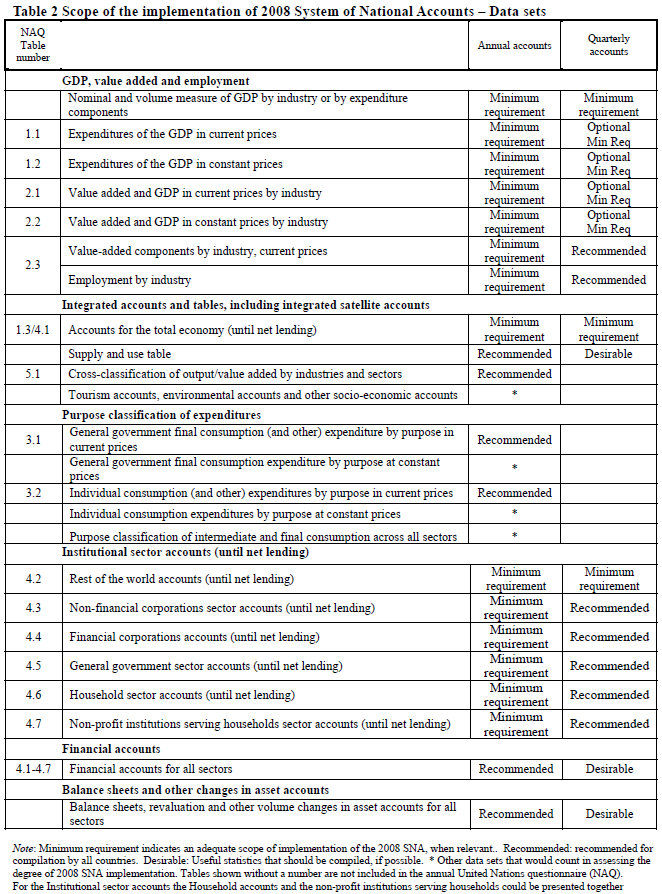 Table 2 Scope of the implementation of 2008 System of National Accounts – Data sets
NAQ
Table
number
Annual accounts
Quarterly
accounts
GDP, value added and employment
Nominal and volume measure of GDP by industry or by expenditure
components
Minimum
requirement
Minimum
requirement
1.1
Expenditures of the GDP in current prices
Minimum
requirement
Optional
Min Req
1.2
Expenditures of the GDP in constant prices
Minimum
requirement
Optional
Min Req
2.1
Value added and GDP in current prices by industry
Minimum
requirement
Optional
Min Req
2.2
Value added and GDP in constant prices by industry
Minimum
requirement
Optional
Min Req
2.3
Value-added components by industry, current prices
Minimum
requirement
Recommended
Employment by industry
Minimum
requirement
Recommended
Integrated accounts and tables, including integrated satellite accounts
1.3/4.1
Accounts for the total economy (until net lending)
Minimum
requirement
Minimum
requirement
Supply and use table
Recommended
Desirable
5.1
Cross-classification of output/value added by industries and sectors
Recommended
Tourism accounts, environmental accounts and other socio-economic accounts
*
Purpose classification of expenditures
3.1
General government final consumption (and other) expenditure by purpose in
current prices
Recommended
General government final consumption expenditure by purpose at constant
prices
*
3.2
Individual consumption (and other) expenditures by purpose in current prices
Recommended
Individual consumption expenditures by purpose at constant prices
*
Purpose classification of intermediate and final consumption across all sectors
*
Institutional sector accounts (until net lending)
4.2
Rest of the world accounts (until net lending)
Minimum
requirement
Minimum
requirement
4.3
Non-financial corporations sector accounts (until net lending)
Minimum
requirement
Recommended
4.4
Financial corporations accounts (until net lending)
Minimum
requirement
Recommended
4.5
General government sector accounts (until net lending)
Minimum
requirement
Recommended
4.6
Household sector accounts (until net lending)
Minimum
requirement
Recommended
4.7
Non-profit institutions serving households sector accounts (until net lending)
Minimum
requirement
Recommended
Financial accounts
4.1-4.7
Financial accounts for all sectors
Recommended
Desirable
Balance sheets and other changes in asset accounts
Balance sheets, revaluation and other volume changes in asset accounts for all
sectors
Recommended
Desirable
Note: Minimum requirement indicates an adequate scope of implementation of the 2008 SNA, when relevant.. Recommended: recommended for
compilation by all countries. Desirable: Useful statistics that should be compiled, if possible. * Other data sets that would count in assessing the
degree of 2008 SNA implementation. Tables shown without a number are not included in the annual United Nations questionnaire (NAQ)
For the Institutional sector accounts the Household accounts and the non-profit institutions serving households could be presented together